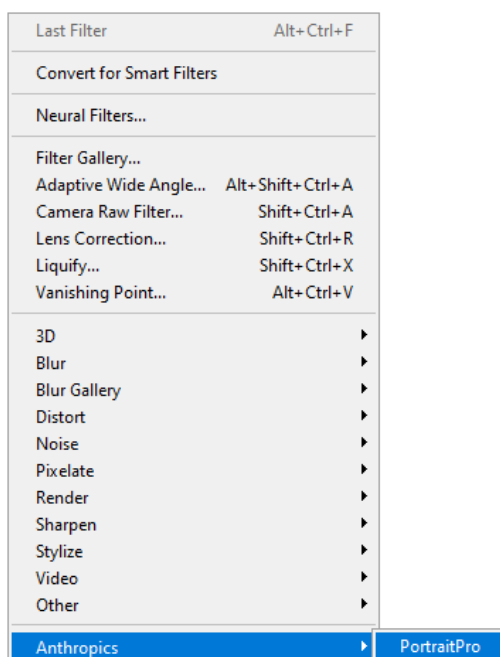 Last Filter Alt+Ctrl+F
Convert for Smart Filters
Neural Filters...
Filter Gallery...
Adaptive Wide Angle... Alt+Shift+Ctrl+A
Camera Raw Filter... Shift+Ctrl+A
Lens Correction... Shift+Ctrl+R
Liquify... Shift+Ctrl+X
Vanishing Point... Alt+Ctrl+V
3D
Blur
Blur Gallery
Distort
Noise
Pixelate
Render
Sharpen
Stylize
Video
Other
Anthropics PortraitPro